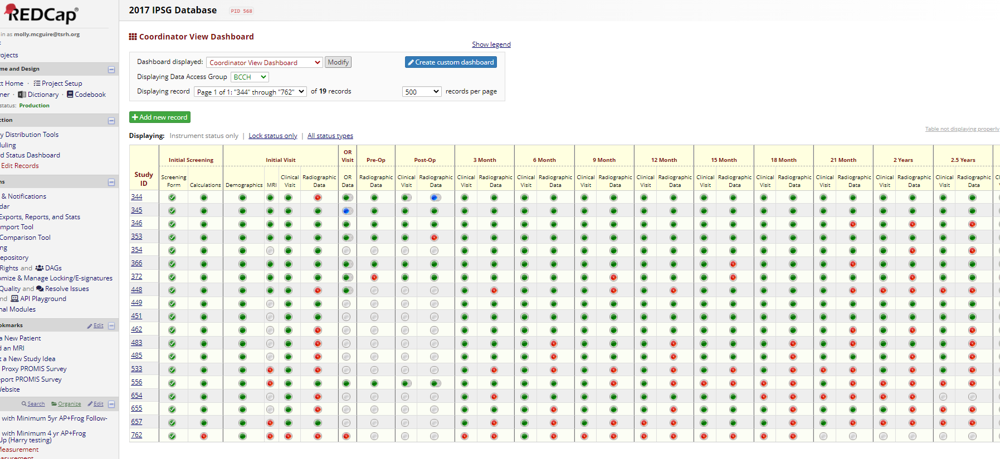 REDCap®
in as molly.mcguire@tsrh.org
t
ojects
me and Design
ct Home · Project Setup
ner · Dictionary · Codebook
status: Production
ction
y Distribution Tools
uling
d Status Dashboard
Edit Records
ns
& Notifications
dar
Exports, Reports, and Stats
mport Tool
Comparison Tool
ng
epository
Rights and DAGs
omize & Manage Locking/E-signatures
Quality and Resolve Issues
nd API Playground
nal Modules
okmarks Edit
a New Patient
d an MRI
t a New Study Idea
Proxy PROMIS Survey
eport PROMIS Survey
Website
Search Organize Edit
with Minimum 5yr AP+Frog Follow-
with Minimum 4 yr AP+Frog
Up (Harry testing)
Measurement
asurement
2017 IPSG Database PID 568
Coordinator View Dashboard
Show legend
Dashboard displayed: Coordinator View Dashboard Modify Create custom dashboard
Displaying Data Access Group BCCH
Displaying record Page 1 of 1: "344" through "762" of 19 records 500 records per page
Add new record
Displaying: Instrument status only | Lock status only | All status types
Table not displaying properly
Study ID
Initial Screening Initial Visit OR Visit Pre-Op Post-Op 3 Month 6 Month 9 Month 12 Month 15 Month 18 Month 21 Month 2 Years 2.5 Years
Screening Form Calculations Demographics MRI Clinical Visit Radiographic Data OR Data Radiographic Data Clinical Visit Radiographic Data Clinical Visit Radiographic Data Clinical Visit Radiographic Data Clinical Visit Radiographic Data Clinical Visit Radiographic Data Clinical Visit Radiographic Data Clinical Visit Radiographic Data Clinical Visit Radiographic Data Clinical Visit Radiographic Data Clinical Visit Radiographic Data
344
345
346
353
354
366
372
448
449
451
462
483
485
533
556
654
655
657
762